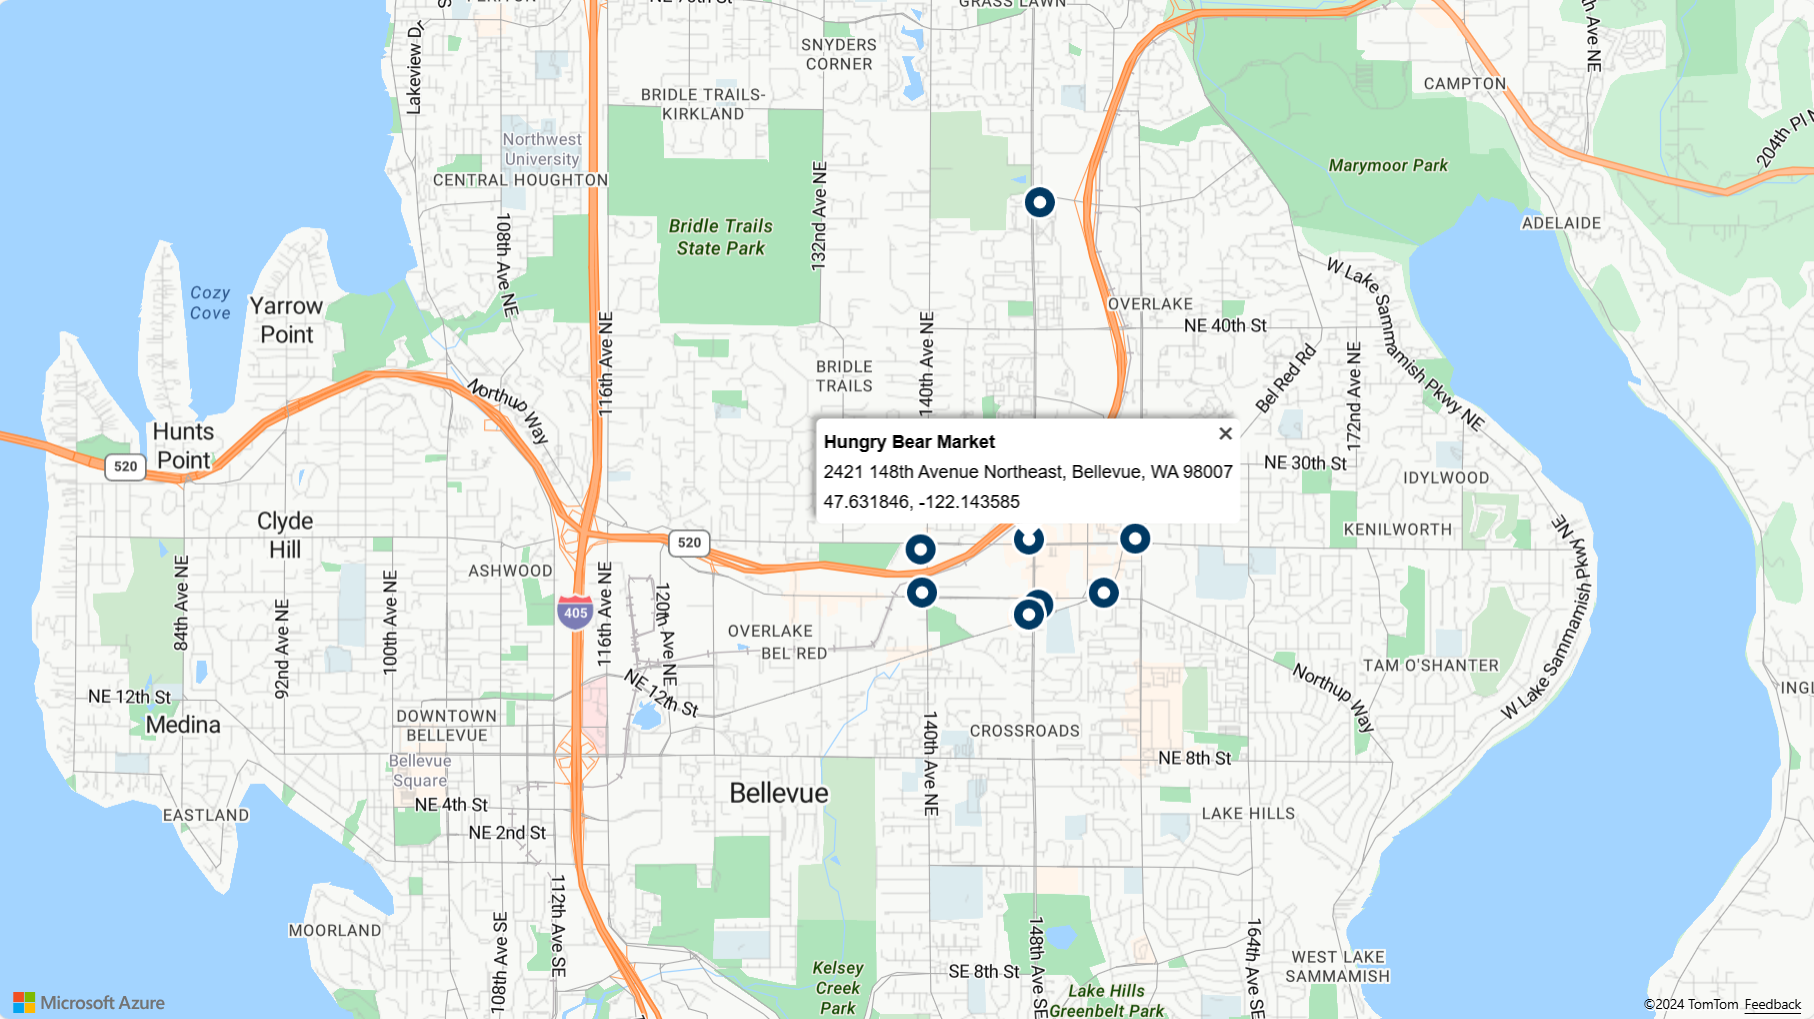 GRASS LAWN
Lakeview Dr
SNYDERS
CORNER
CAMPTON
BRIDLE TRAILS-
KIRKLAND
Northwest
University
CENTRAL HOUGHTON
Marymoor Park
204th Pl N
132nd Ave NE
108th Ave NE
Bridle Trails
State Park
ADELAIDE
W Lake Sammamish Pkwy NE
Cozy
Cove
Yarrow
Point
OVERLAKE
NE 40th St
116th Ave NE
140th Ave NE
BRIDLE
TRAILS
Bel Red Rd
172nd Ave NE
Northup Way
Hunts
Point
520
Hungry Bear Market
×
2421 148th Avenue Northeast, Bellevue, WA 98007
47.631846, -122.143585
NE 30th St
IDYLWOOD
Clyde
Hill
KENILWORTH
520
ASHWOOD
84th Ave NE
92nd Ave NE
100th Ave NE
405
116th Ave NE
120th Ave NE
OVERLAKE
BEL RED
W Lake Sammamish Pkwy NE
TAM O'SHANTER
Northup Way
NE 12th St
NE 12th St
Medina
DOWNTOWN
BELLEVUE
Bellevue
Square
140th Ave NE
CROSSROADS
NE 8th St
NE 4th St
Bellevue
EASTLAND
NE 2nd St
LAKE HILLS
MOORLAND
108th Ave SE
112th Ave SE
148th Ave SE
164th Ave SE
Kelsey
Creek
Park
SE 8th St
WEST LAKE
SAMMAMISH
Lake Hills
Greenbelt Park
Microsoft Azure
©2024 TomTom Feedback